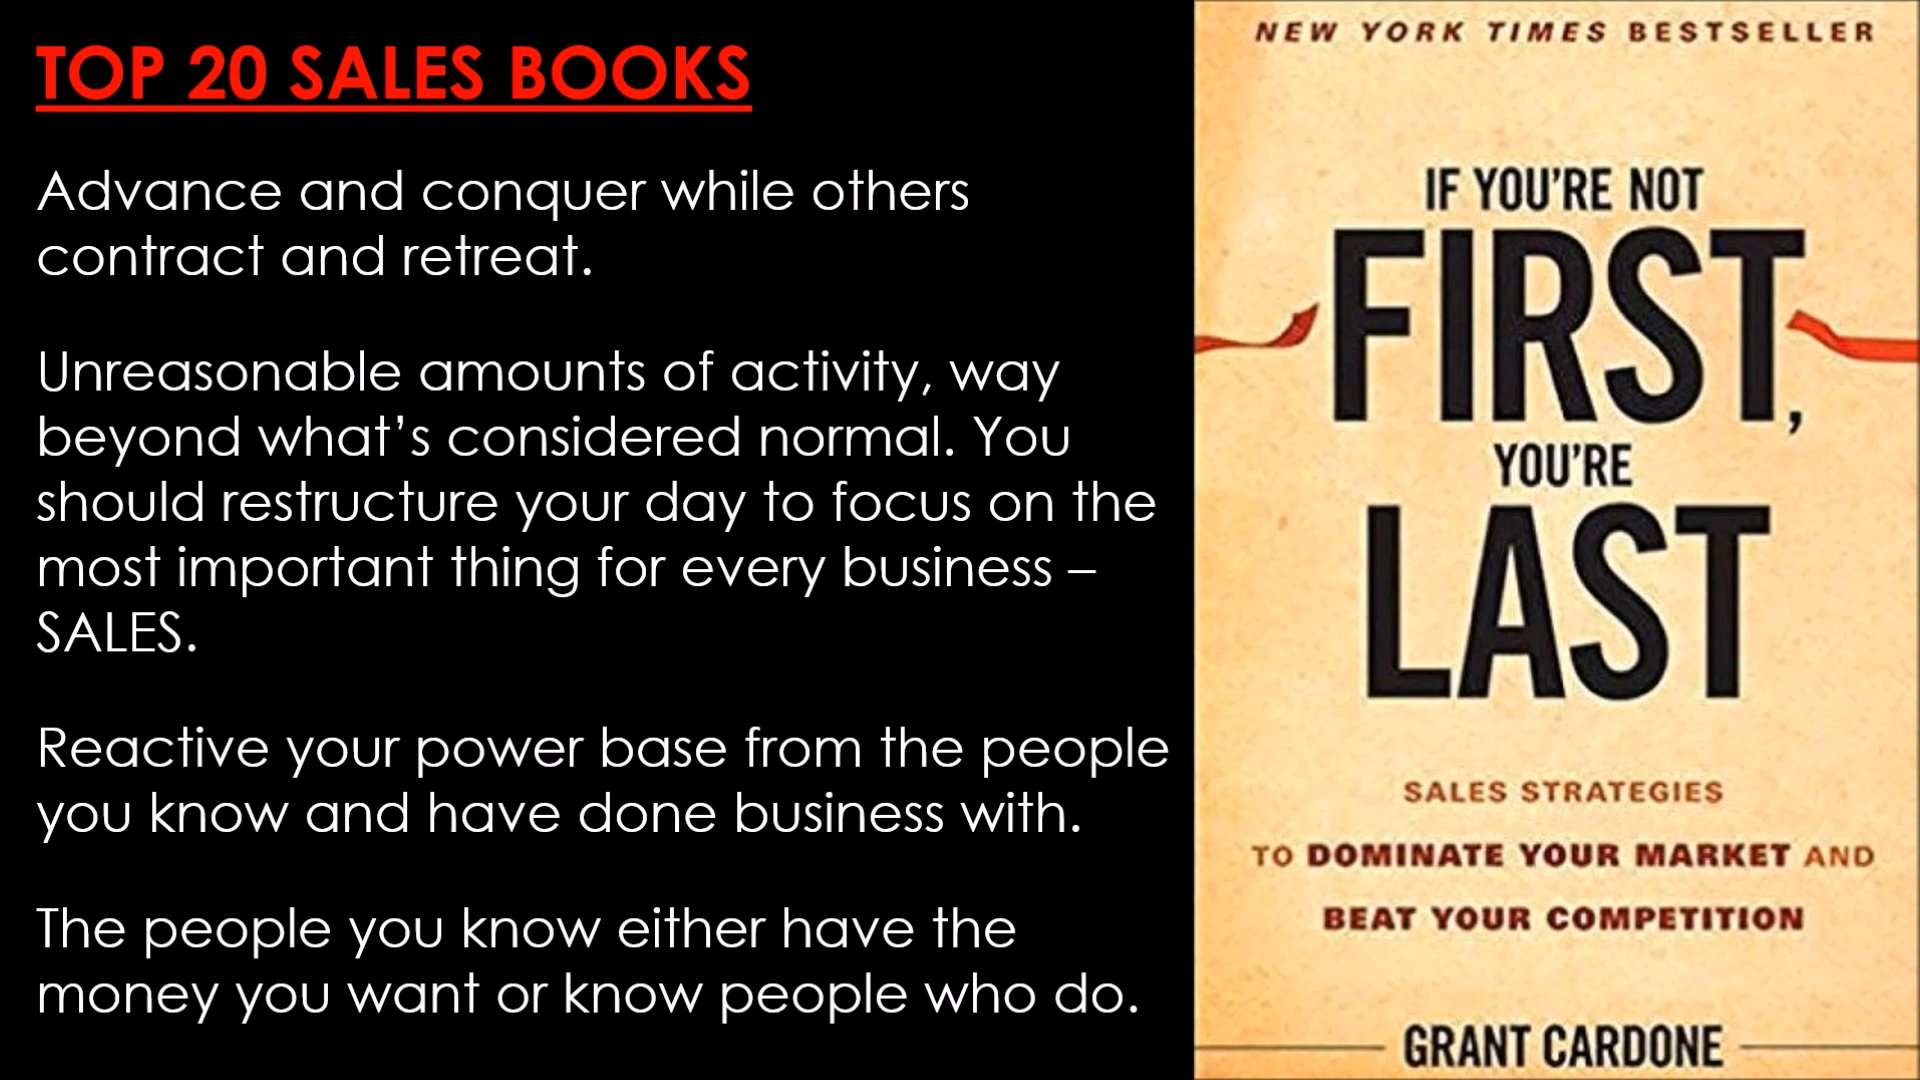 TOP 20 SALES BOOKS
Advance and conquer while others
contract and retreat.
Unreasonable amounts of activity, way
beyond what’s considered normal. You
should restructure your day to focus on the
most important thing for every business –
SALES.
Reactive your power base from the people
you know and have done business with.
The people you know either have the
money you want or know people who do.
NEW YORK TIMES BESTSELLER
IF YOU'RE NOT
FIRST,
YOU'RE
LAST
SALES STRATEGIES
TO DOMINATE YOUR MARKET AND
BEAT YOUR COMPETITION
GRANT CARDONE